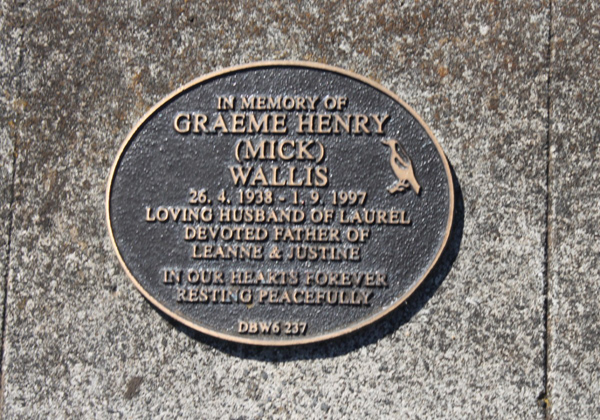 IN MEMORY OF
GRAEME HENRY
(MICK)
WALLIS
26. 4. 1938 - 1. 9. 1997
LOVING HUSBAND OF LAUREL
DEVOTED FATHER OF
LEANNE & JUSTINE
IN OUR HEARTS FOREVER
RESTING PEACEFULLY
DBW6 237